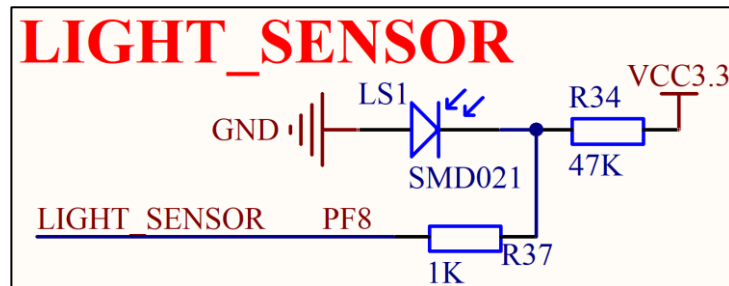 LIGHT_SENSOR
VCC3.3
LS1
R34
GND
SMD021
47K
LIGHT_SENSOR PF8
R37
1K